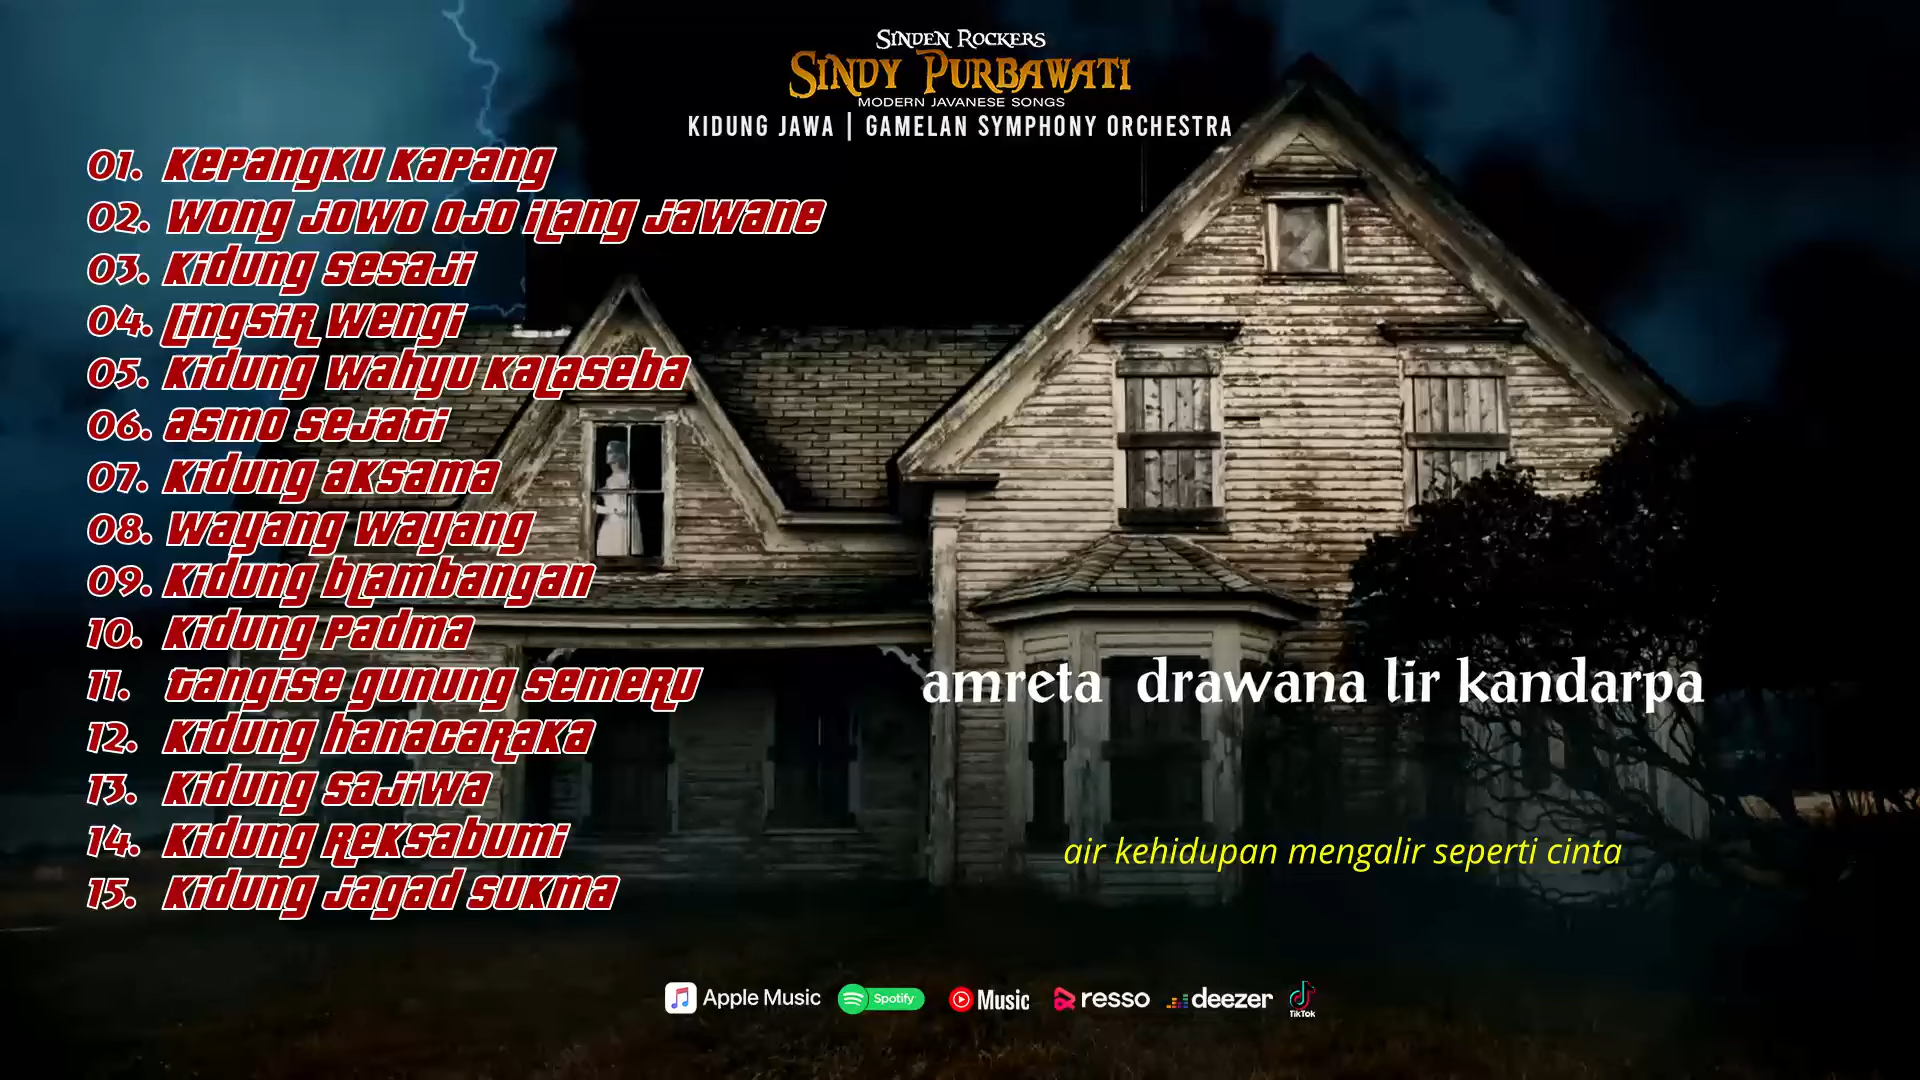 SINDEN ROCKERS
SINDY PURBAWATI
MODERN JAVANESE SONGS
KIDUNG JAWA | GAMELAN SYMPHONY ORCHESTRA
01. Kepangku Kapang
02. Wong Jowo Ojo Ilang Jawane
03. Kidung Sesaji
04. Lingsir Wengi
05. Kidung Wahyu Kalaseba
06. Asmo Sejati
07. Kidung Aksama
08. Wayang Wayang
09. Kidung Blambangan
10. Kidung Padma
11. Tangise Gunung Semeru
12. Kidung Hanacaraka
13. Kidung Sajiwa
14. Kidung Reksabumi
15. Kidung Jagad Sukma
amreta drawana lir kandarpa
air kehidupan mengalir seperti cinta
Apple Music Spotify Music resso deezer TikTok